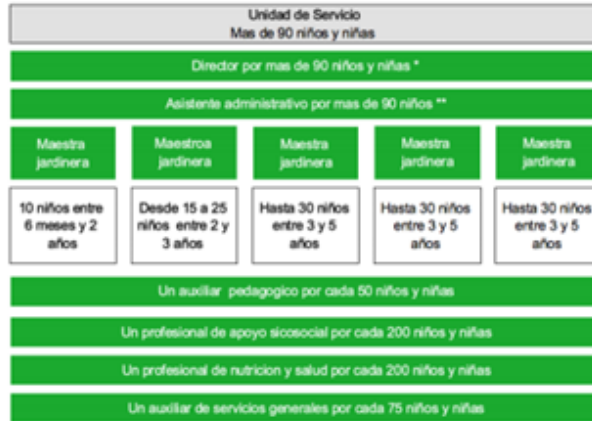 Unidad de Servicio
Mas de 90 niños y niñas
Director por mas de 90 niños y niñas *
Asistente administrativo por mas de 90 niños **
Maestra
jardinera
Maestroa
jardinera
Maestra
jardinera
Maestra
jardinera
Maestra
jardinera
10 niños entre
6 meses y 2
años
Desde 15 a 25
niños entre 2 y
3 años
Hasta 30 niños
entre 3 y 5
años
Hasta 30 niños
entre 3 y 5
años
Hasta 30 niños
entre 3 y 5
años
Un auxiliar pedagogico por cada 50 niños y niñas
Un profesional de apoyo sicosocial por cada 200 niños y niñas
Un profesional de nutricion y salud por cada 200 niños y niñas
Un auxiliar de servicios generales por cada 75 niños y niñas